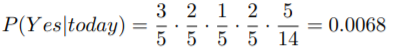 P(Yes|today) = 3/5 · 2/5 · 1/5 · 2/5 · 5/14 = 0.0068